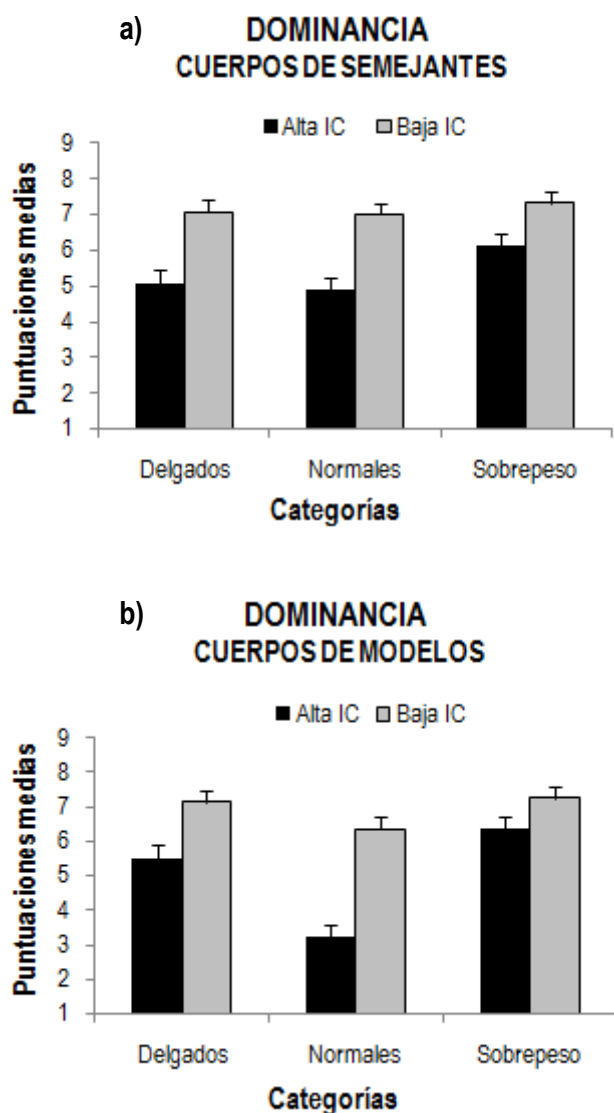 a) DOMINANCIA
CUERPOS DE SEMEJANTES
Alta IC Baja IC
Puntuaciones medias
9
8
7
6
5
4
3
2
1
Delgados Normales Sobrepeso
Categorías
b) DOMINANCIA
CUERPOS DE MODELOS
Alta IC Baja IC
Puntuaciones medias
9
8
7
6
5
4
3
2
1
Delgados Normales Sobrepeso
Categorías